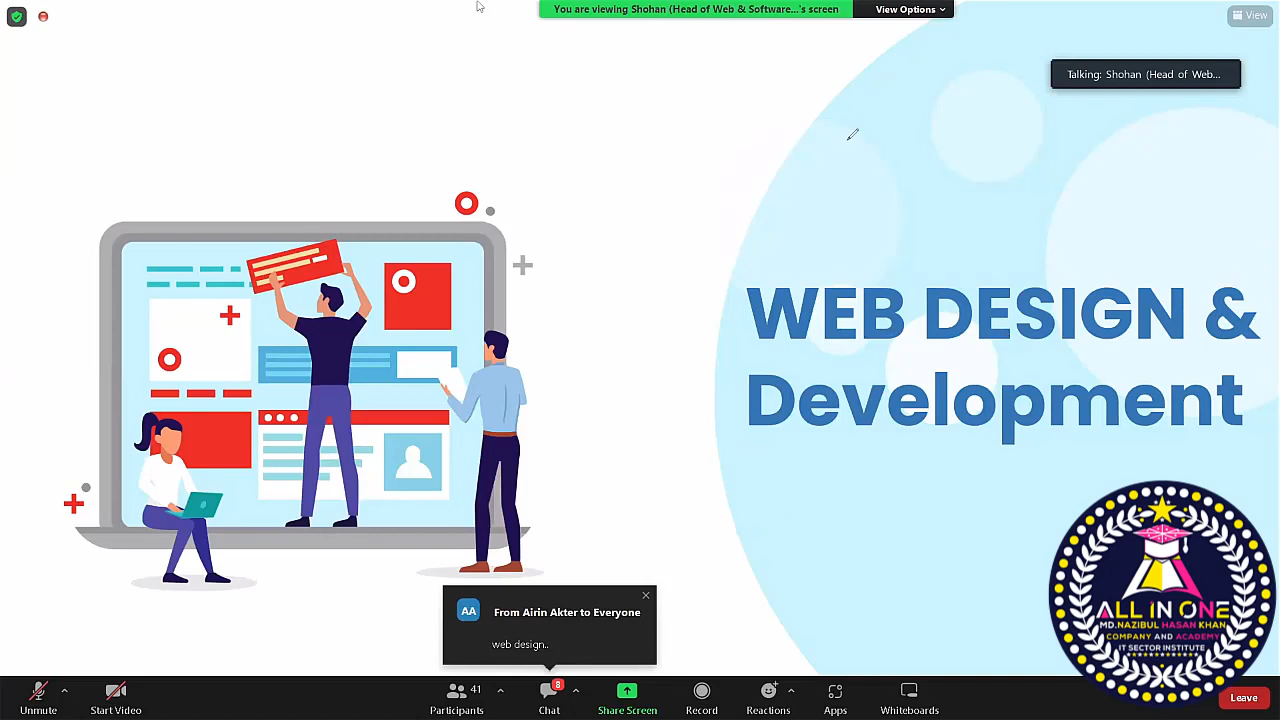 You are viewing Shohan (Head of Web & Software...'s screen
View Options
View
Talking: Shohan (Head of Web...
WEB DESIGN &
Development
AA
From Airin Akter to Everyone
web design..
ALL IN ONE
MD.NAZIBUL HASAN KHAN
COMPANY AND ACADEMY
IT SECTOR INSTITUTE
Unmute
Start Video
41
Participants
8
Chat
Share Screen
Record
Reactions
Apps
Whiteboards
Leave